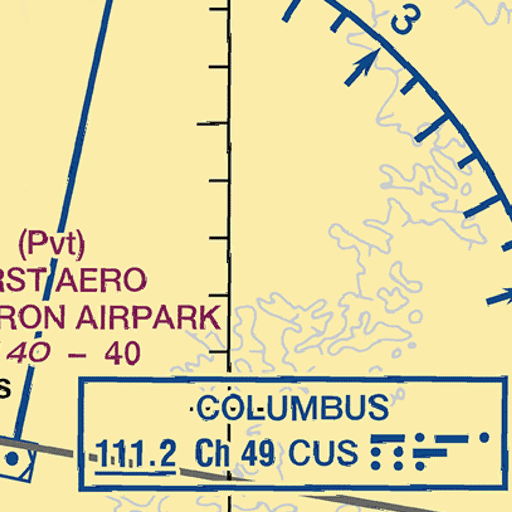 3
(Pvt)
RST AERO
RON AIRPARK
40 – 40
S
COLUMBUS
111.2 Ch 49 CUS